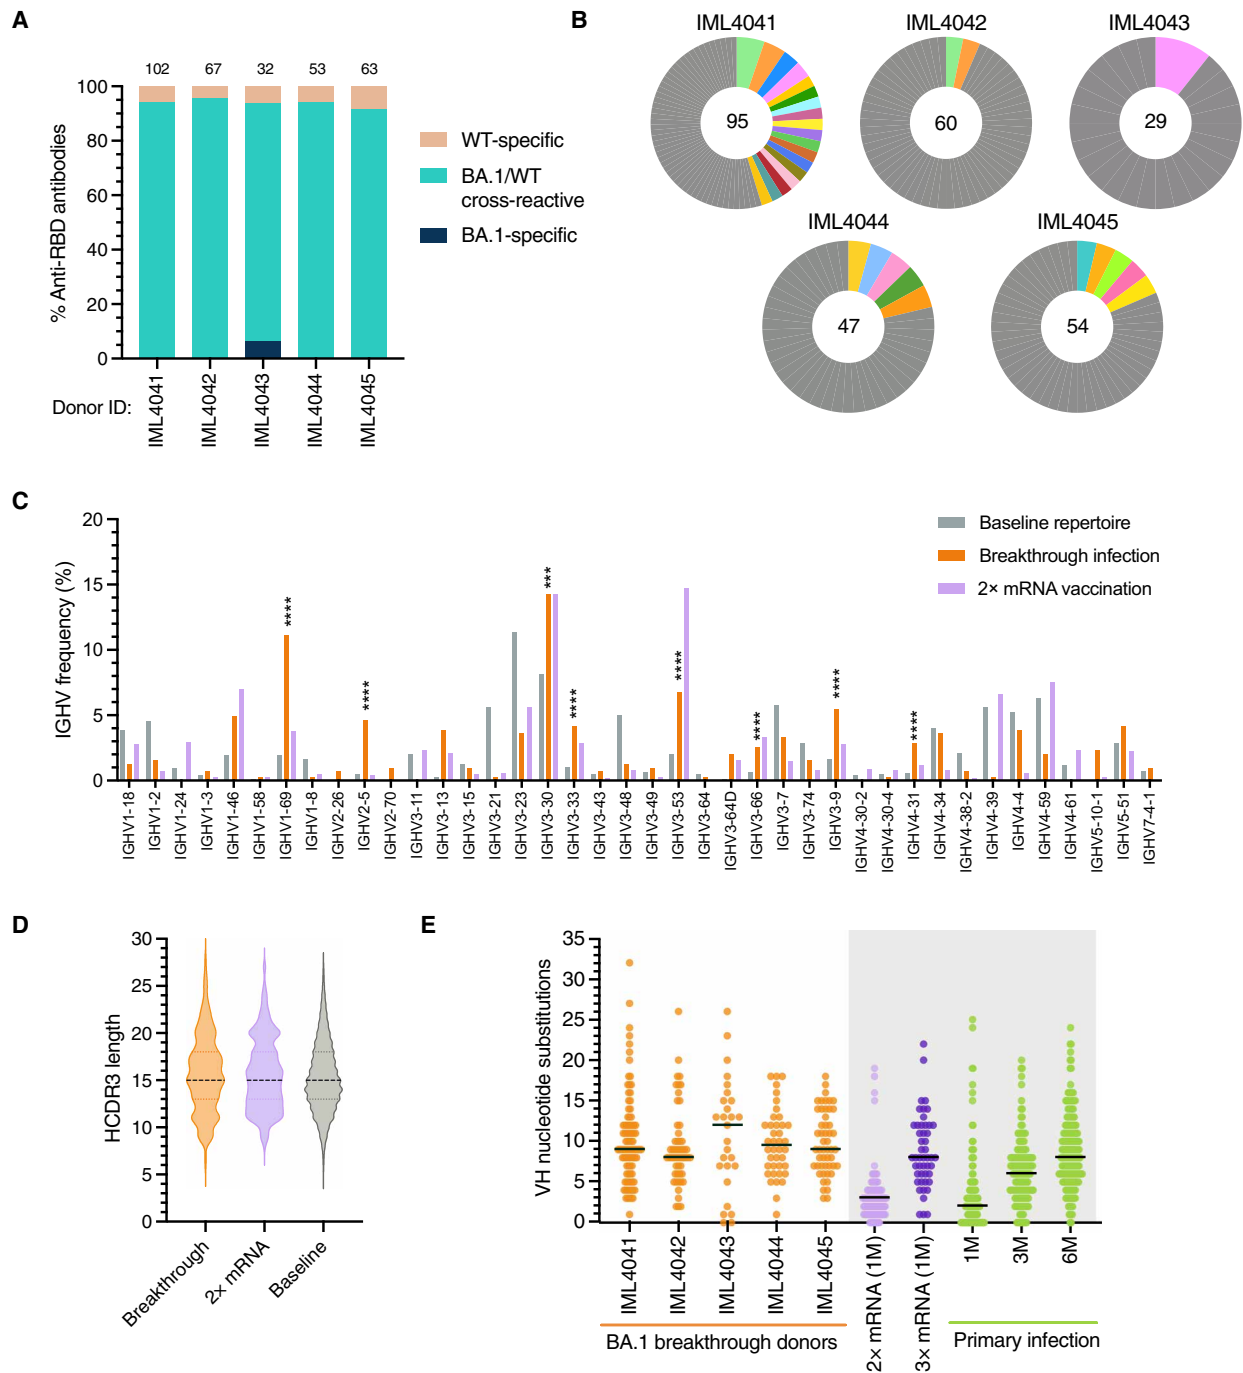 A
102 67 32 53 63
% Anti-RBD antibodies
100
80
60
40
20
0
Donor ID:
IML4041
IML4042
IML4043
IML4044
IML4045
WT-specific
BA.1/WT
cross-reactive
BA.1-specific
B
IML4041
95
IML4042
60
IML4043
29
IML4044
47
IML4045
54
C
IGHV frequency (%)
20
15
10
5
0
Baseline repertoire
Breakthrough infection
2× mRNA vaccination
****
****
***
****
****
****
****
****
IGHV1-18
IGHV1-2
IGHV1-24
IGHV1-3
IGHV1-46
IGHV1-58
IGHV1-69
IGHV1-8
IGHV2-26
IGHV2-5
IGHV2-70
IGHV3-11
IGHV3-13
IGHV3-15
IGHV3-21
IGHV3-23
IGHV3-30
IGHV3-33
IGHV3-43
IGHV3-48
IGHV3-49
IGHV3-53
IGHV3-64
IGHV3-64D
IGHV3-66
IGHV3-7
IGHV3-74
IGHV3-9
IGHV4-30-2
IGHV4-30-4
IGHV4-31
IGHV4-34
IGHV4-38-2
IGHV4-39
IGHV4-4
IGHV4-59
IGHV4-61
IGHV5-10-1
IGHV5-51
IGHV7-4-1
D
HCDR3 length
30
25
20
15
10
5
0
Breakthrough
2× mRNA
Baseline
E
VH nucleotide substitutions
35
30
25
20
15
10
5
0
IML4041
IML4042
IML4043
IML4044
IML4045
2× mRNA (1M)
3× mRNA (1M)
1M
3M
6M
BA.1 breakthrough donors
Primary infection